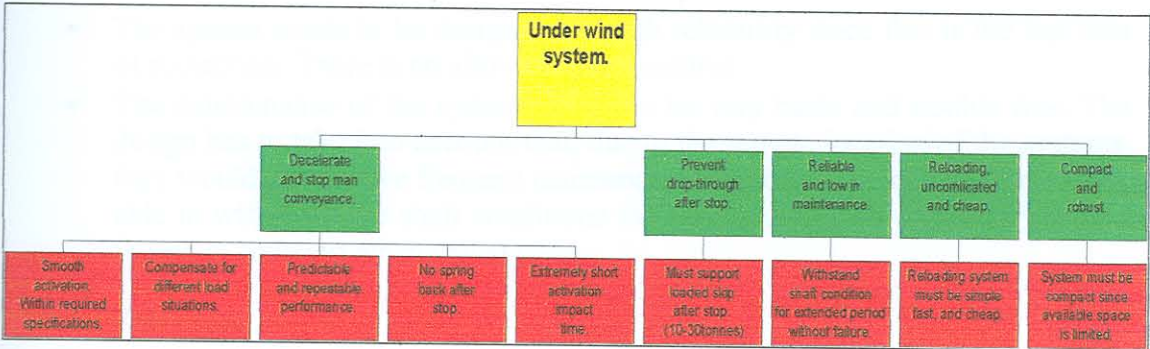 Under wind
system.
Decelerate
and stop man
conveyance.
Prevent
drop-through
after stop.
Reliable
and low in
maintenance.
Reloading,
uncomlicated
and cheap.
Compact
and
robust.
Smooth
activation.
Within required
specifications.
Compensate for
different load
situations.
Predictable
and repeatable
performance.
No spring
back after
stop.
Extremely short
activation
impact
time.
Must support
loaded skip
after stop.
(10-30tonnes)
Withstand
shaft condition
for extended period
without failure.
Reloading system
must be simple
fast, and cheap.
System must be
compact since
available space
is limited.